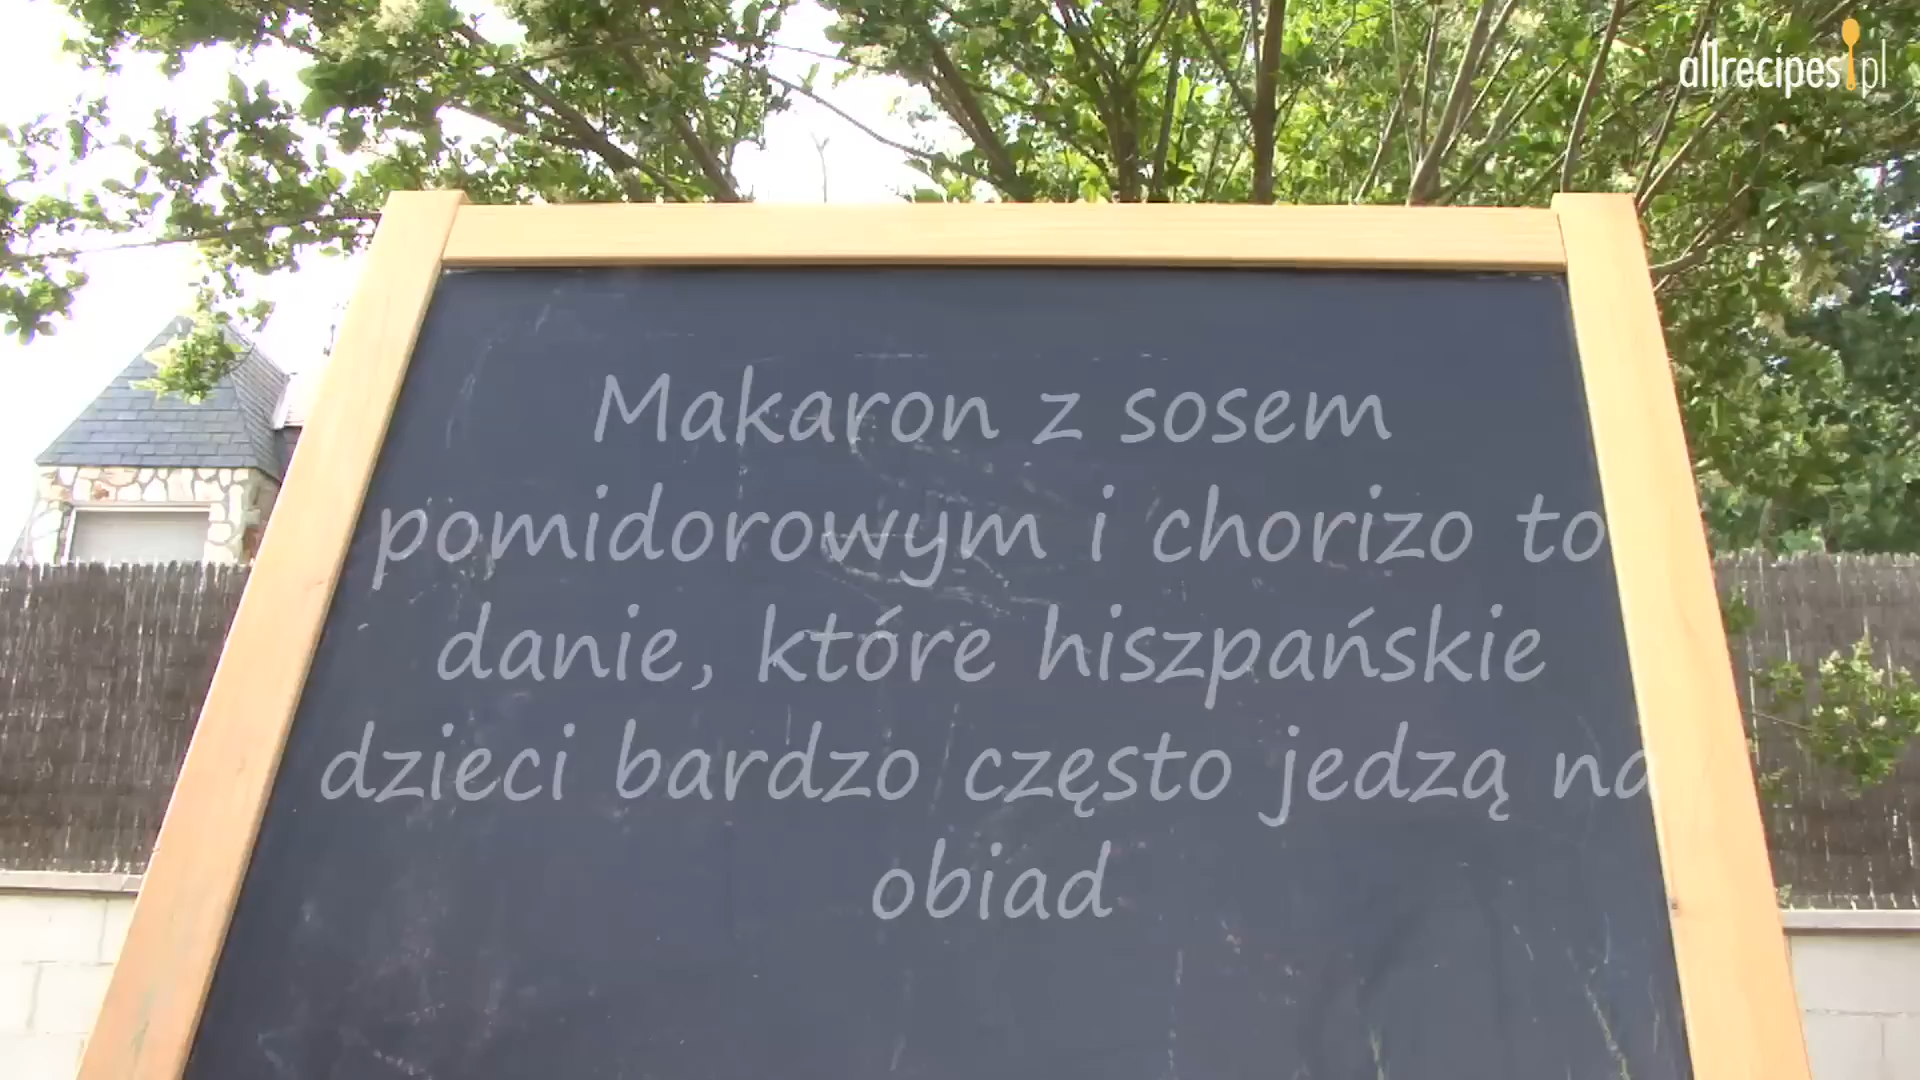 allrecipes.pl
Makaron z sosem
pomidorowym i chorizo to
danie, które hiszpańskie
dzieci bardzo często jedzą na
obiad